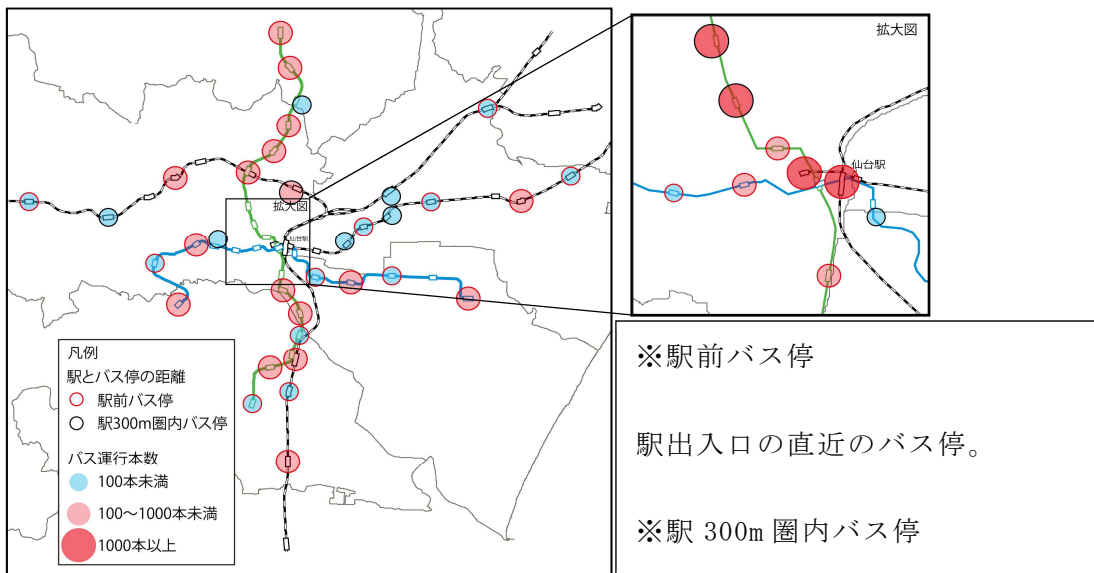 拡大図
仙台駅
拡大図
仙台駅
凡例
駅とバス停の距離
駅前バス停
駅300m圏内バス停
バス運行本数
100本未満
100～1000本未満
1000本以上
※駅前バス停
駅出入口の直近のバス停。
※駅 300m 圏内バス停